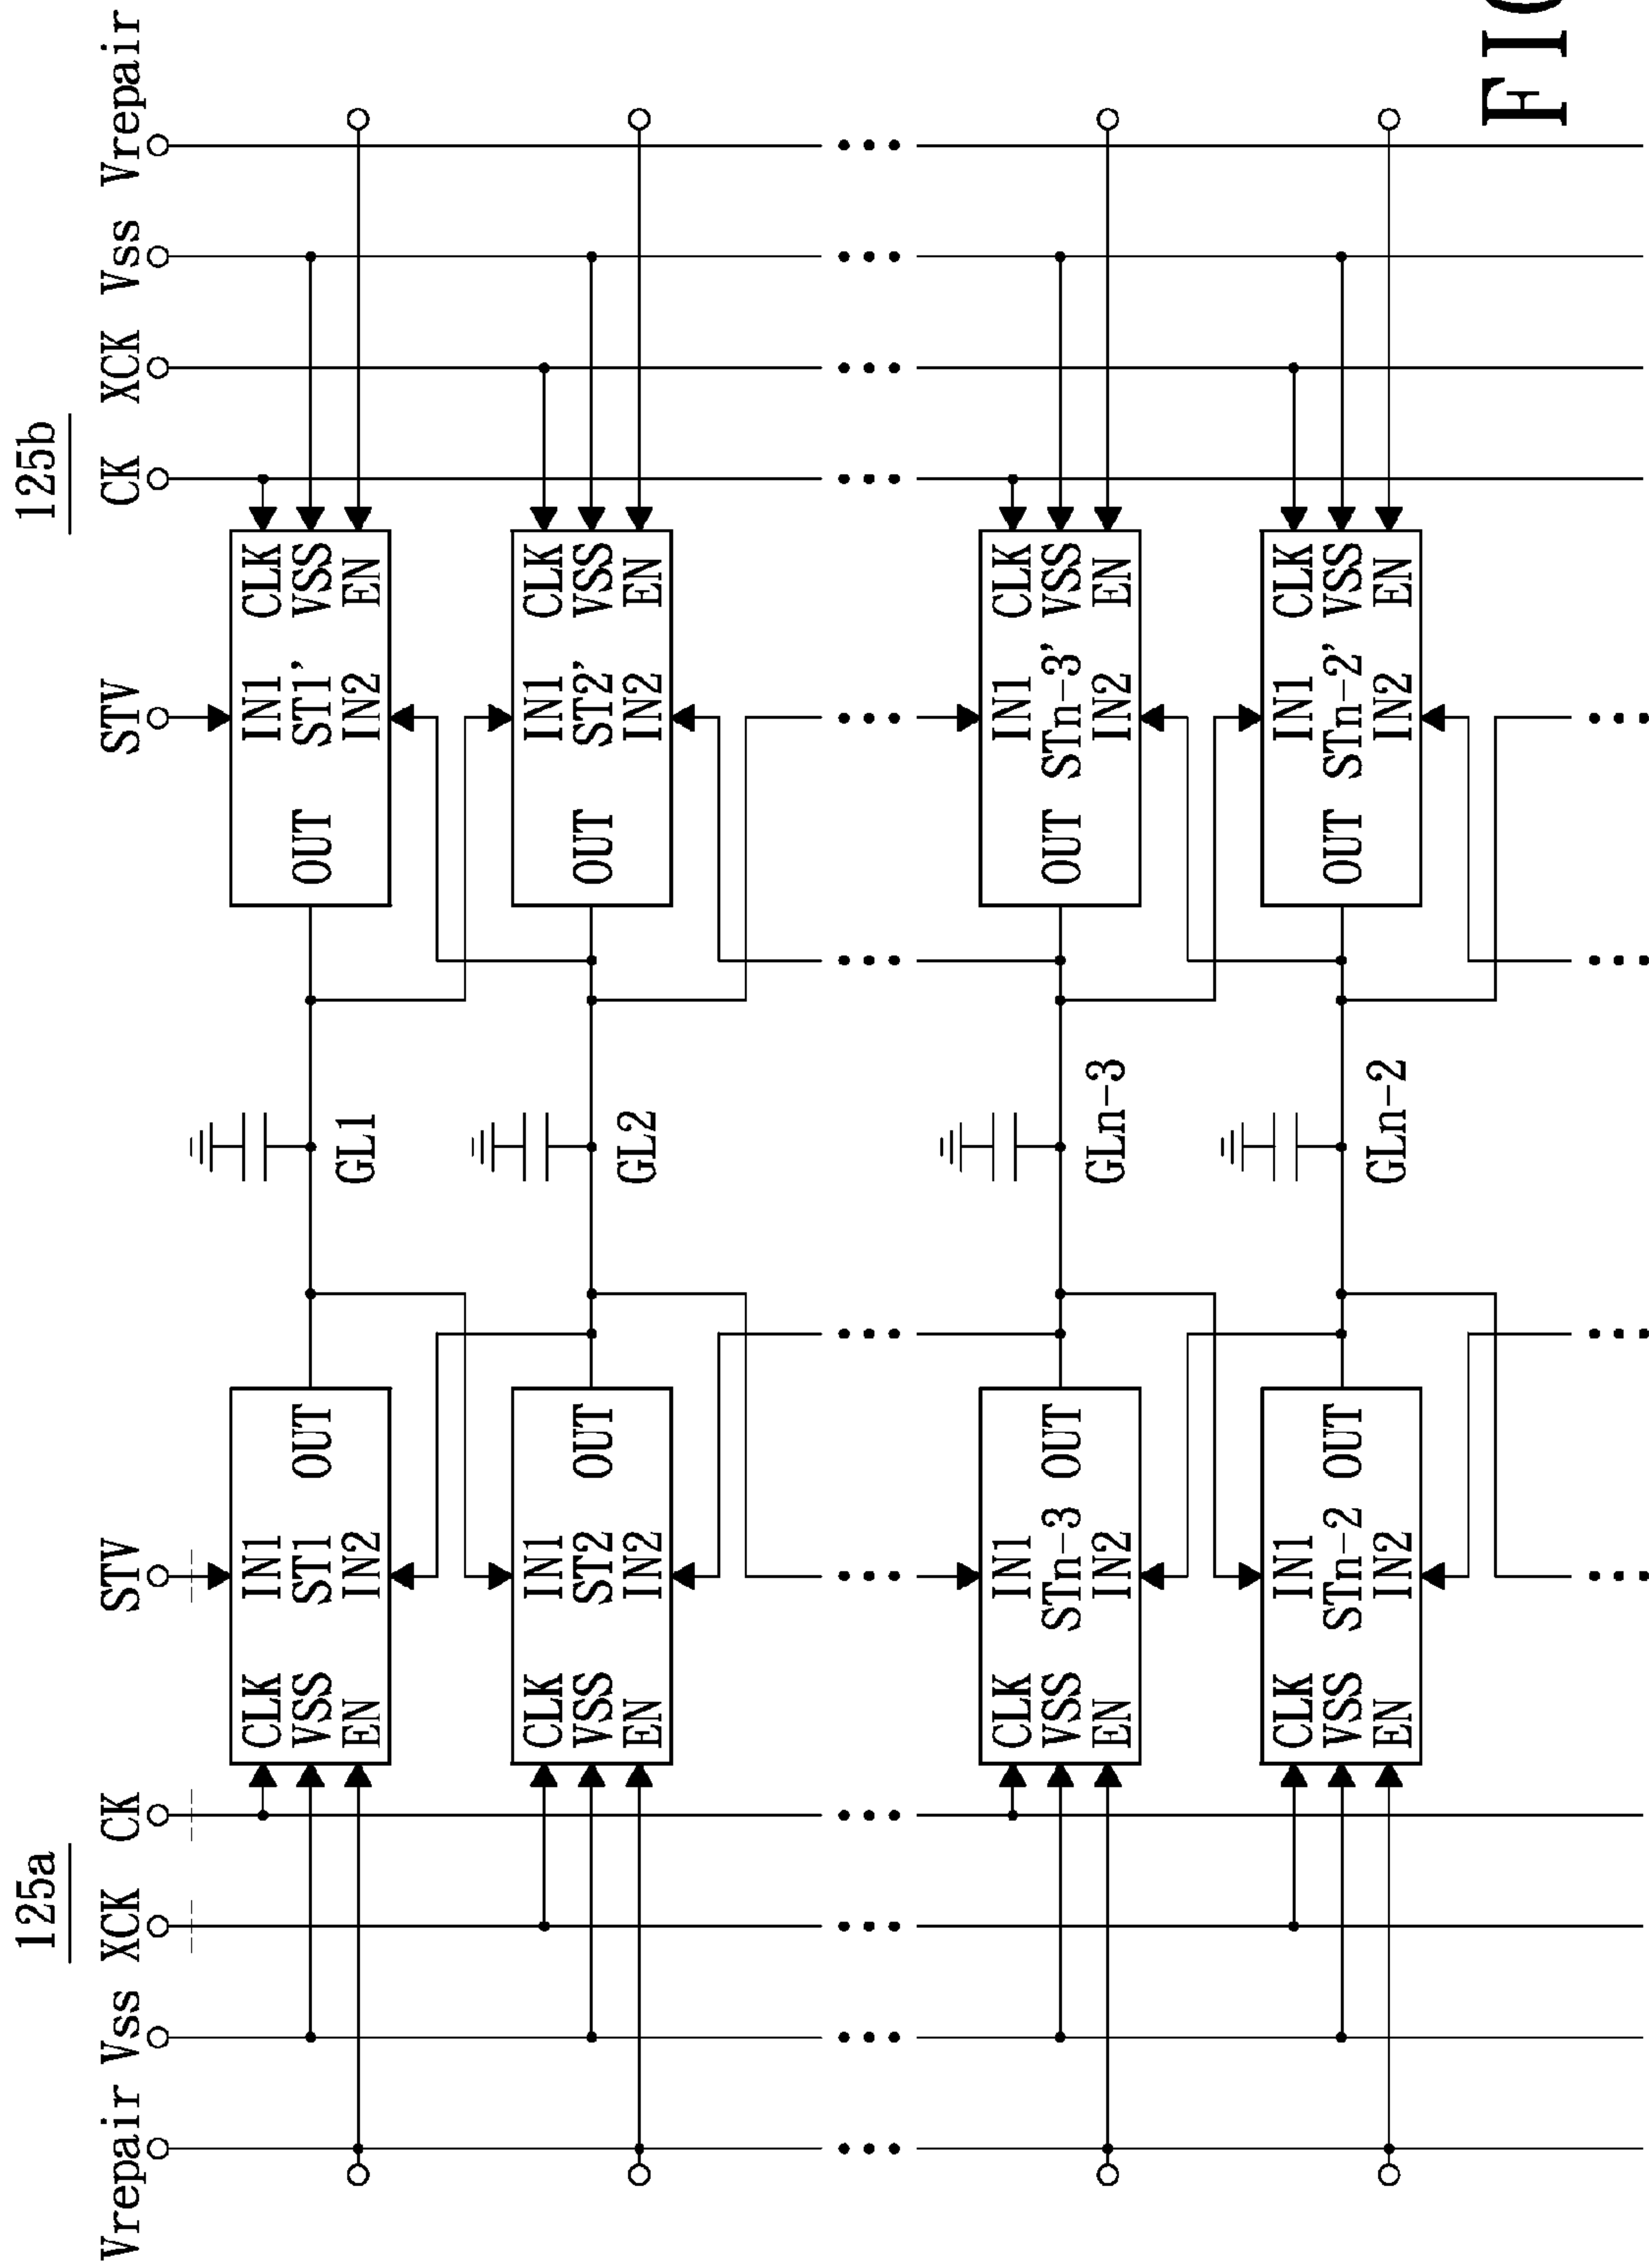 125a 125b
Vrepair Vss XCK CK STV STV CK XCK Vss Vrepair
CLK IN1 IN1 CLK
VSS ST1 OUT OUT ST1' VSS
EN IN2 GL1 IN2 EN
CLK IN1 IN1 CLK
VSS ST2 OUT OUT ST2' VSS
EN IN2 GL2 IN2 EN
CLK IN1 IN1 CLK
VSS STn-3 OUT OUT STn-3' VSS
EN IN2 GLn-3 IN2 EN
CLK IN1 IN1 CLK
VSS STn-2 OUT OUT STn-2' VSS
EN IN2 GLn-2 IN2 EN